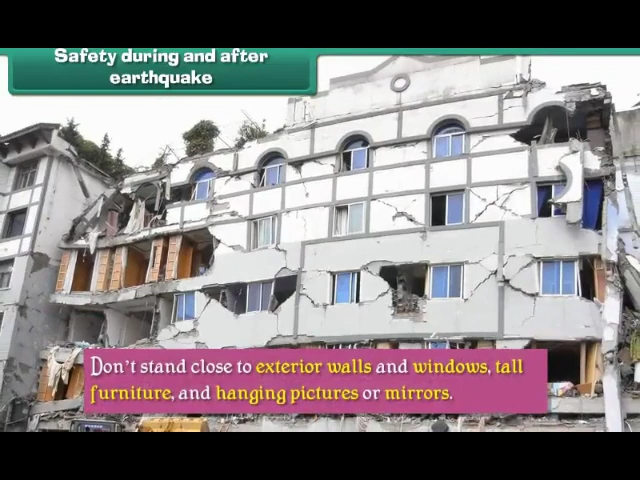 Safety during and after
earthquake
Don't stand close to exterior walls and windows, tall
furniture, and hanging pictures or mirrors.